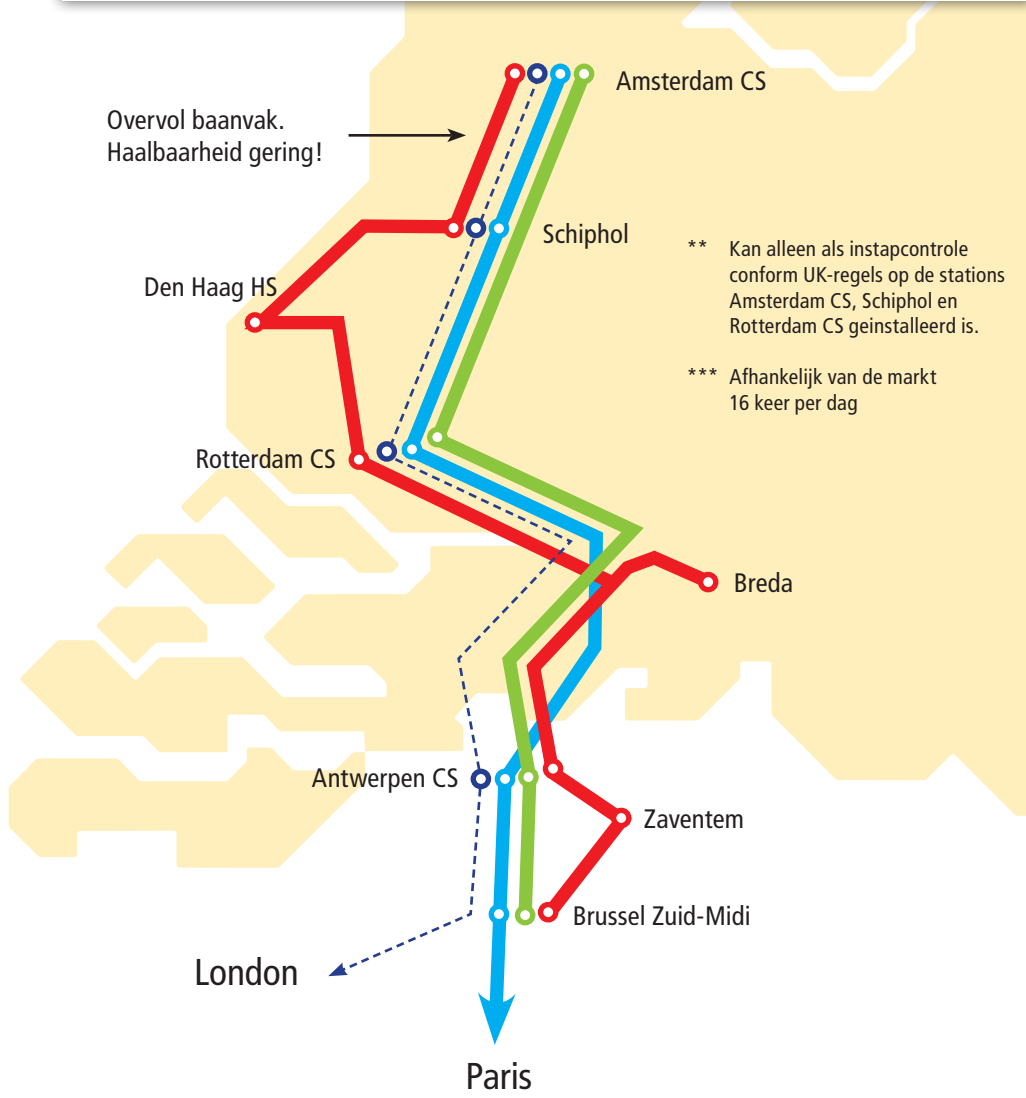 Amsterdam CS
Overvol baanvak.
Haalbaarheid gering!
Schiphol
** Kan alleen als instapcontrole
conform UK-regels op de stations
Amsterdam CS, Schiphol en
Rotterdam CS geinstalleerd is.
Den Haag HS
*** Afhankelijk van de markt
16 keer per dag
Rotterdam CS
Breda
Antwerpen CS
Zaventem
Brussel Zuid-Midi
London
Paris